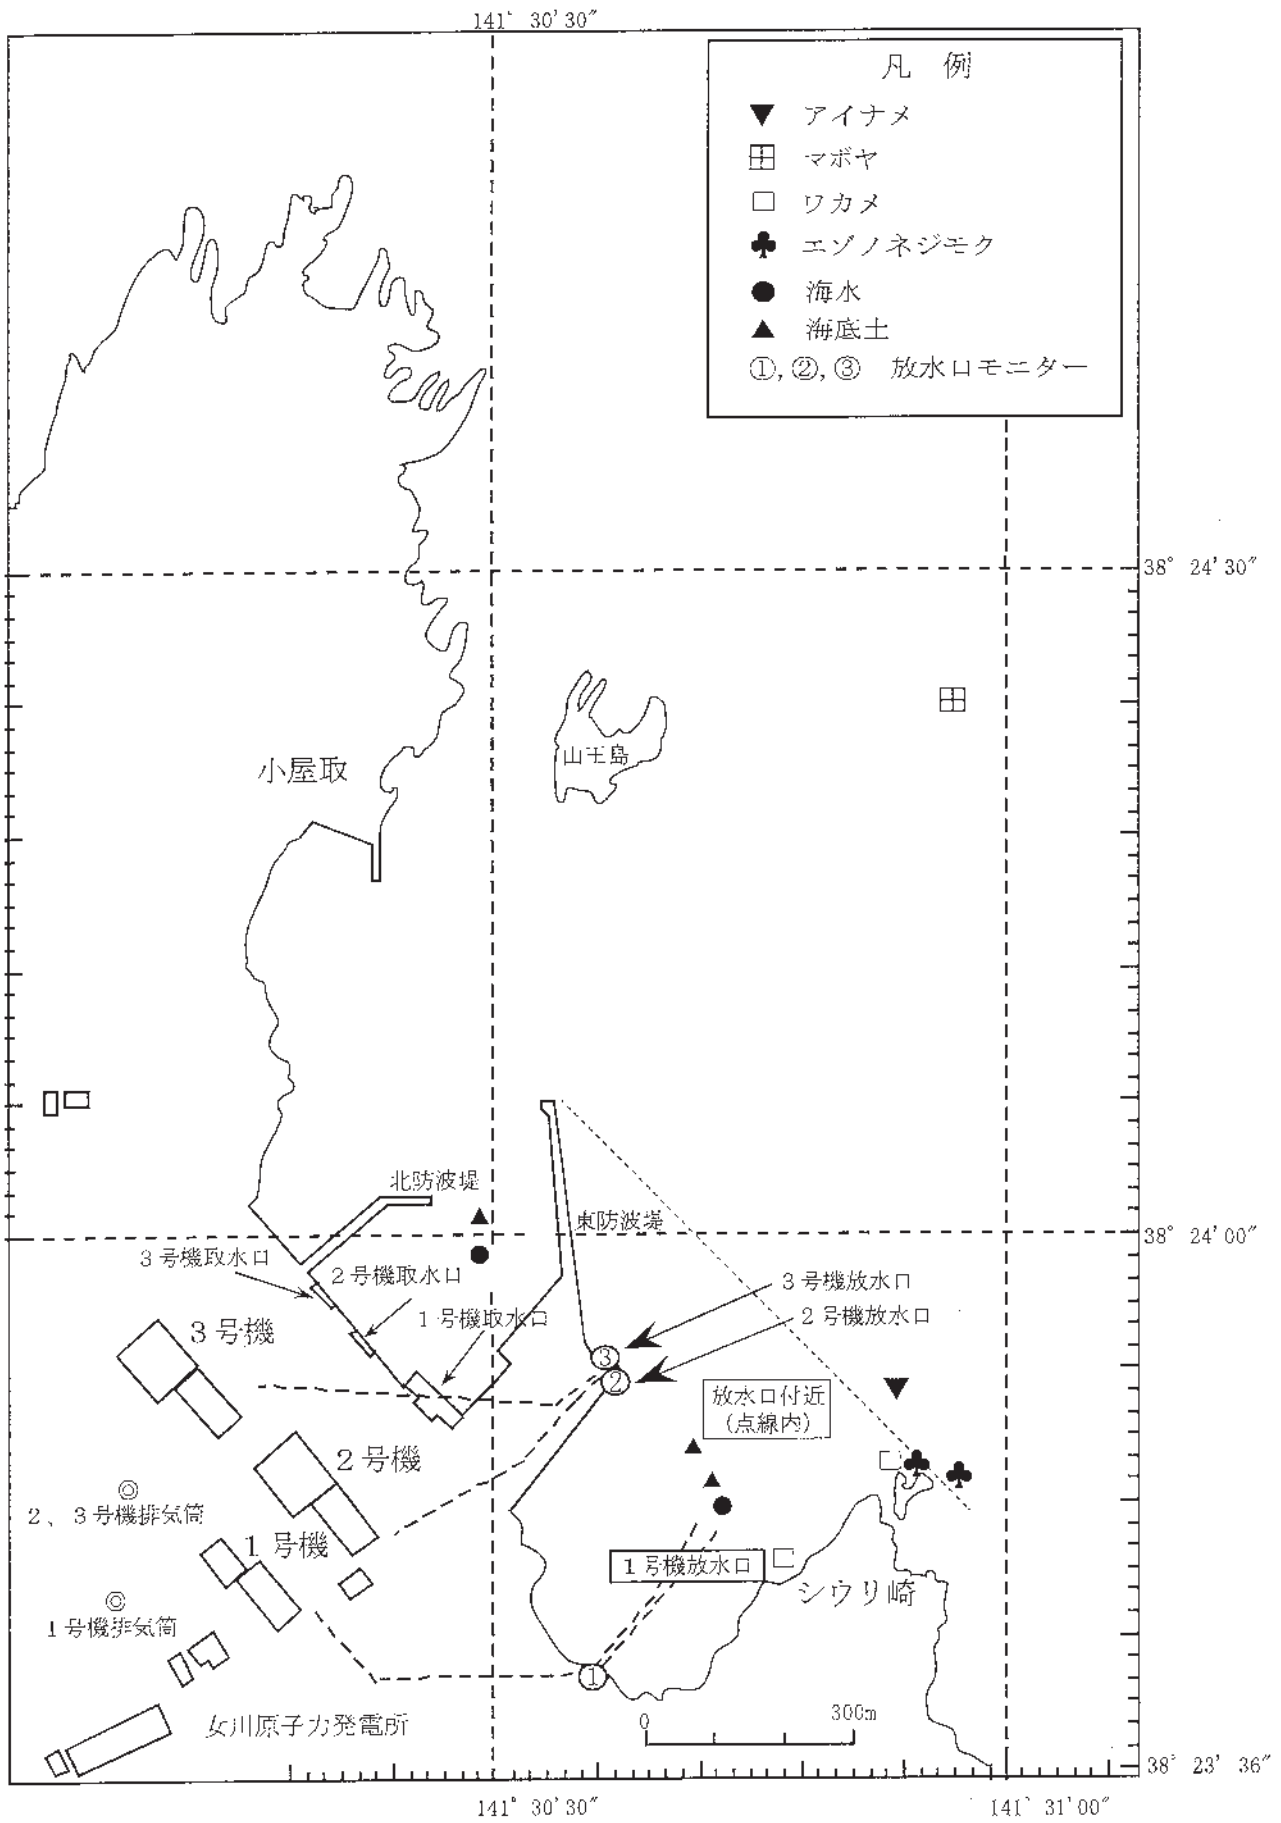 141° 30′30″
凡 例
アイナメ
マボヤ
ワカメ
エゾノネジモク
海水
海底土
①, ②, ③ 放水口モニター
38° 24′30″
山王島
小屋取
北防波堤
東防波堤
38° 24′00″
3号機取水口
2号機取水口
1号機取水口
3号機放水口
2号機放水口
3号機
③
②
放水口付近
(点線内)
2号機
2、3号機排気筒
1号機
1号機放水口
シウリ崎
1号機排気筒
①
女川原子力発電所
0
300m
38° 23′36″
141° 30′30″
141° 31′00″